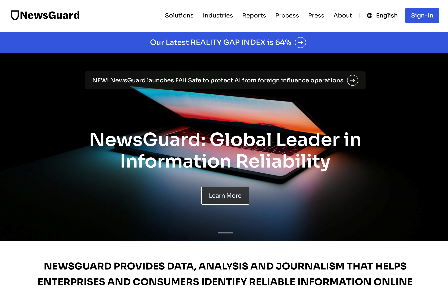 NewsGuard
Solutions Industries Reports Process Press About English Sign-In
Our Latest REALITY GAP INDEX is 64%
NEW! NewsGuard launches FAILSafe to protect AI from foreign influence operations
NewsGuard: Global Leader in
Information Reliability
Learn More
NEWSGUARD PROVIDES DATA, ANALYSIS AND JOURNALISM THAT HELPS
ENTERPRISES AND CONSUMERS IDENTIFY RELIABLE INFORMATION ONLINE